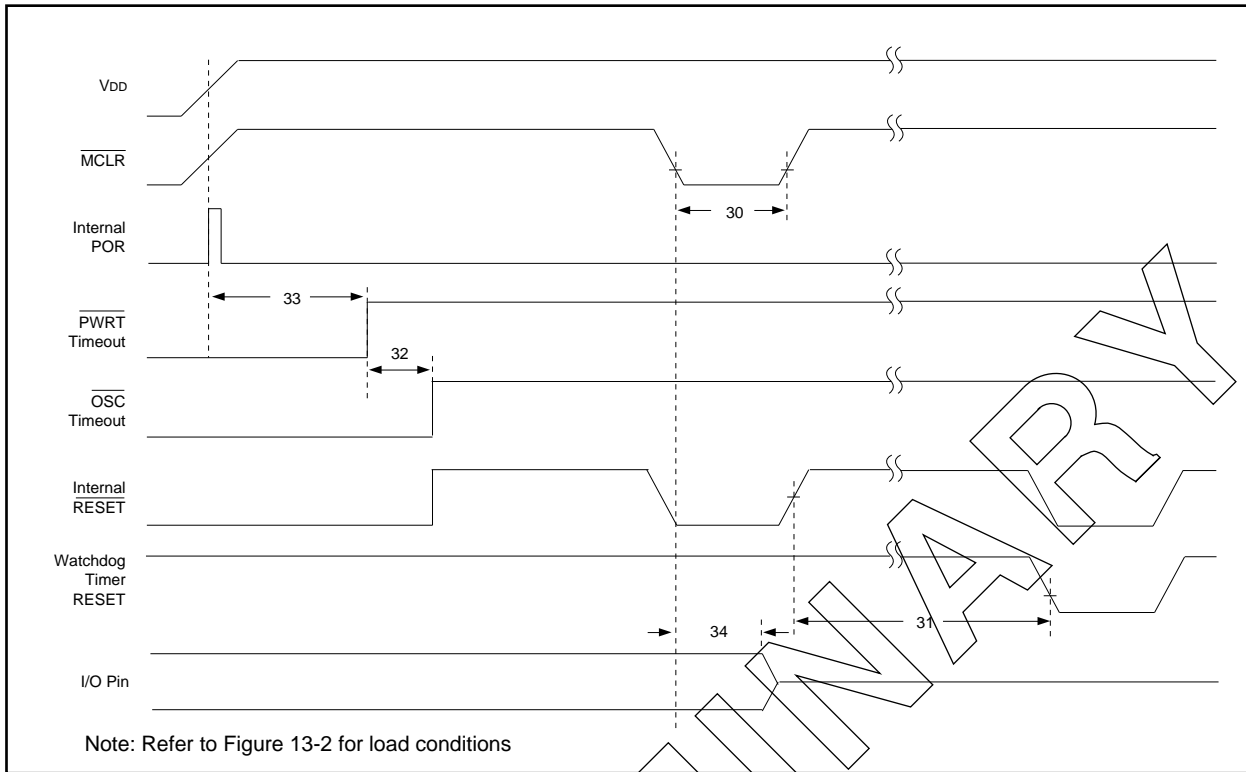 VDD
MCLR
Internal
POR
30
33
PWRT
Timeout
32
OSC
Timeout
Internal
RESET
Watchdog
Timer
RESET
34
31
I/O Pin
Note: Refer to Figure 13-2 for load conditions
INARY